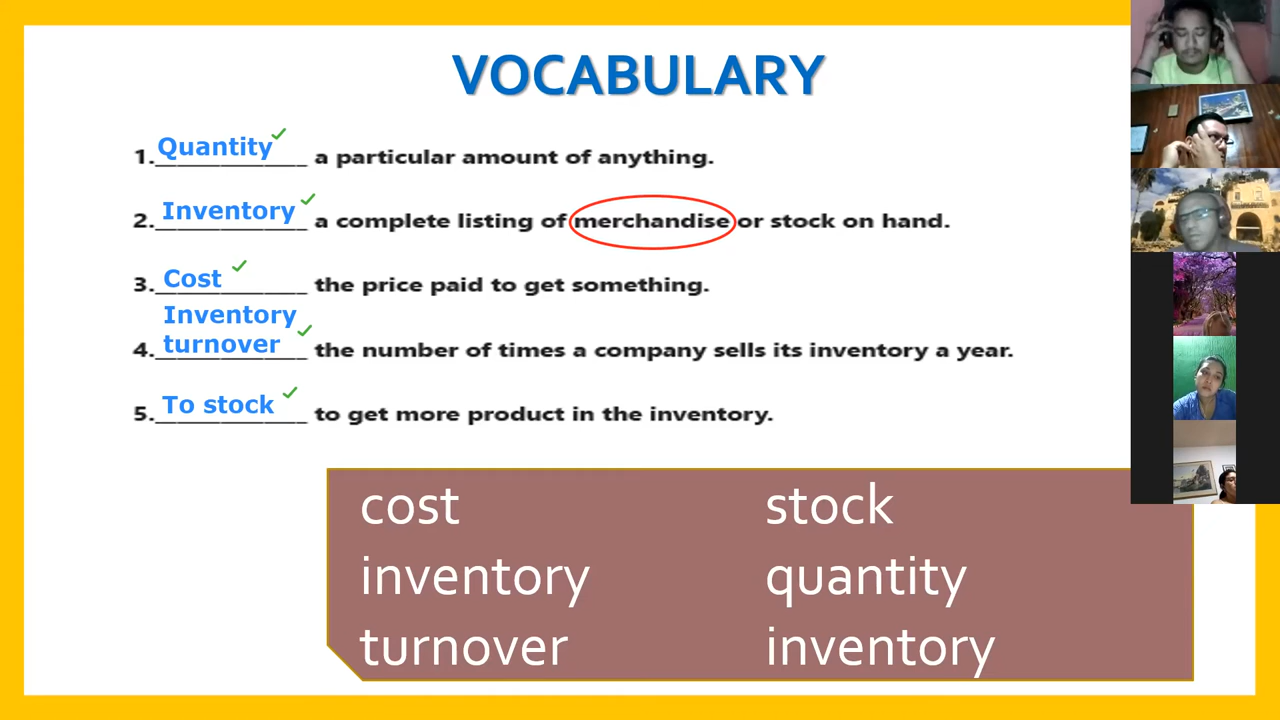 VOCABULARY
1. Quantity a particular amount of anything.
2. Inventory a complete listing of merchandise or stock on hand.
3. Cost the price paid to get something.
Inventory
4. turnover the number of times a company sells its inventory a year.
5. To stock to get more product in the inventory.
cost stock
inventory quantity
turnover inventory